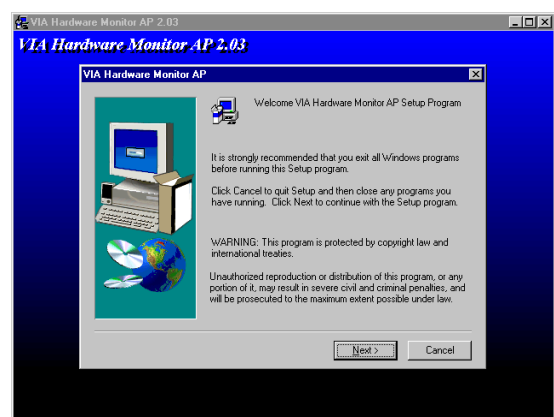 VIA Hardware Monitor AP 2.03
VIA Hardware Monitor AP 2.03
VIA Hardware Monitor AP
Welcome VIA Hardware Monitor AP Setup Program
It is strongly recommended that you exit all Windows programs
before running this Setup program.
Click Cancel to quit Setup and then close any programs you
have running. Click Next to continue with the Setup program.
WARNING: This program is protected by copyright law and
international treaties.
Unauthorized reproduction or distribution of this program, or any
portion of it, may result in severe civil and criminal penalties, and
will be prosecuted to the maximum extent possible under law.
Next >
Cancel